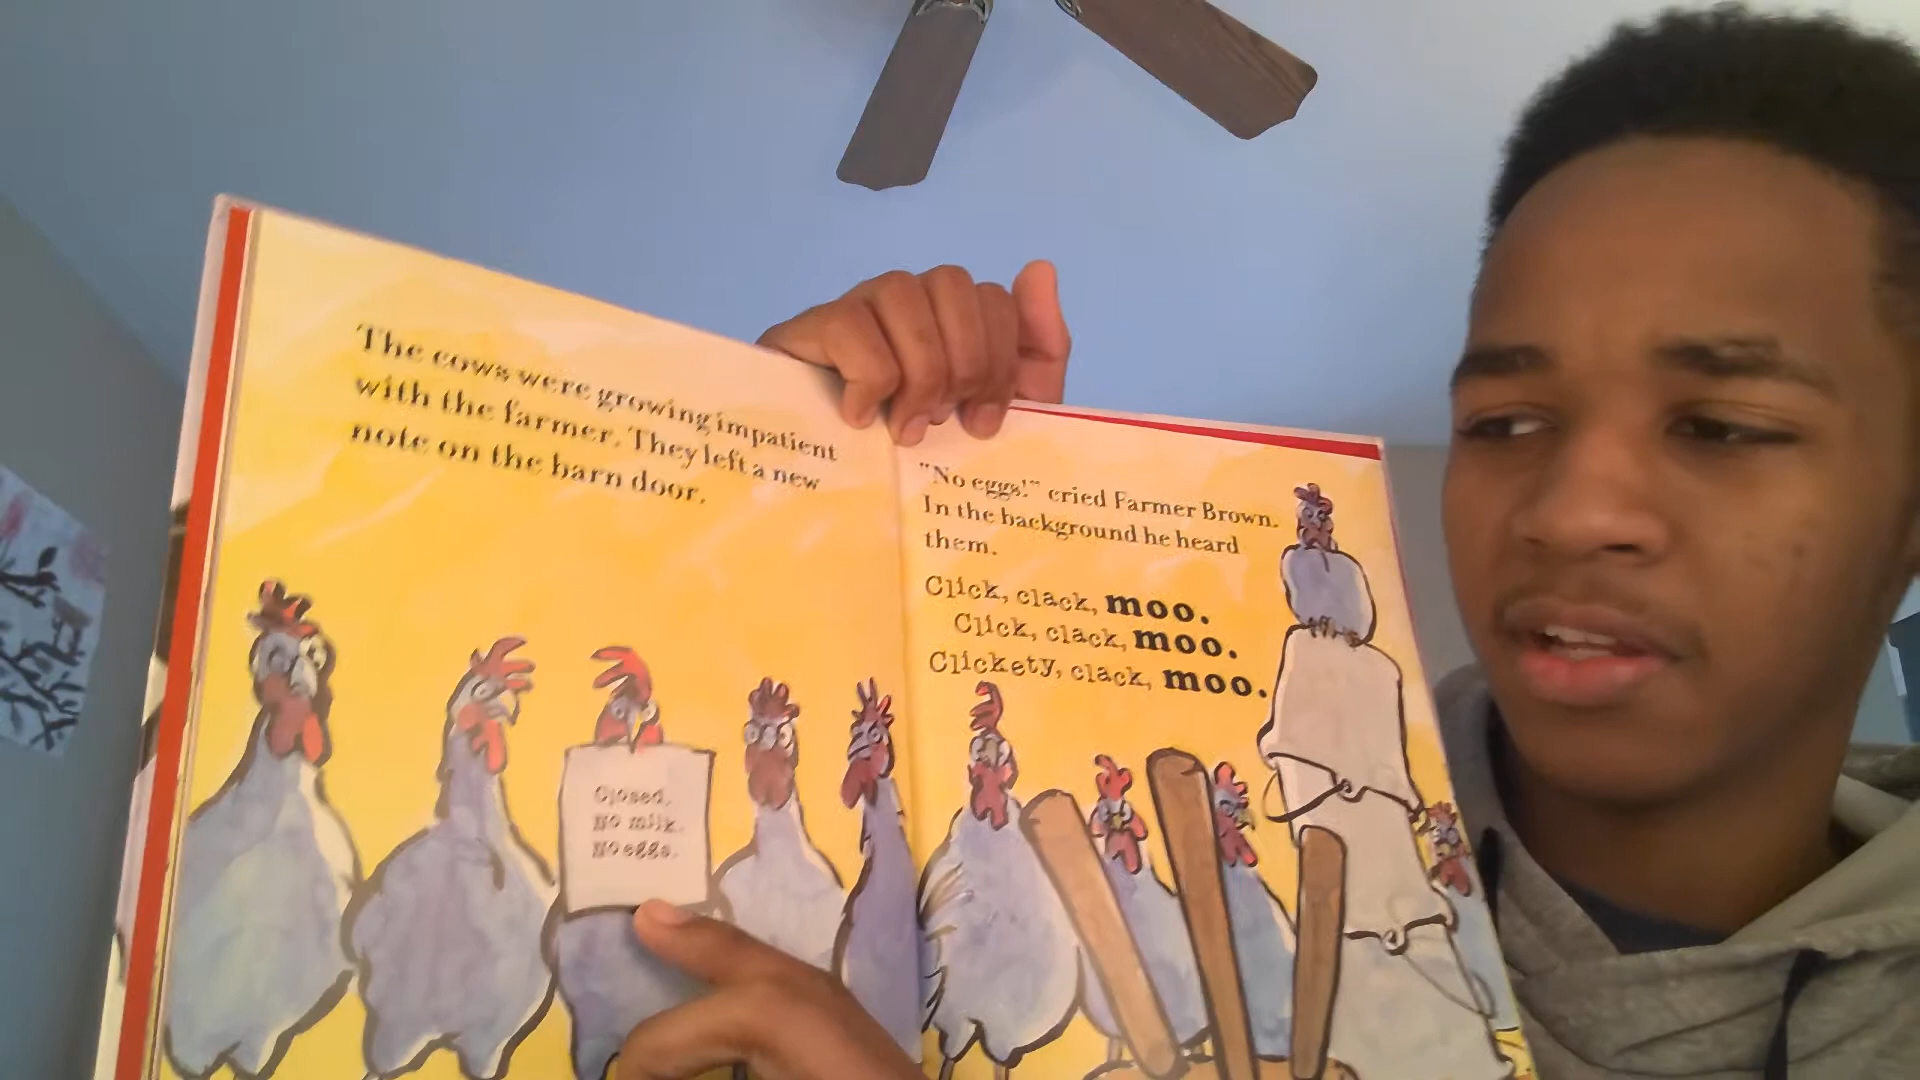 The cows were growing impatient
with the farmer. They left a new
note on the barn door.
Closed.
No milk.
No eggs.
"No eggs!" cried Farmer Brown.
In the background he heard
them.
Click, clack, moo.
Click, clack, moo.
Clickety, clack, moo.